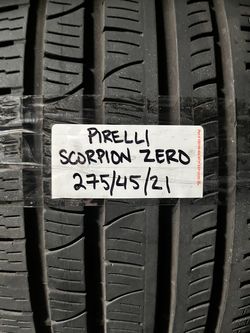 PIRELLI
SCORPION ZERO
275/45/21